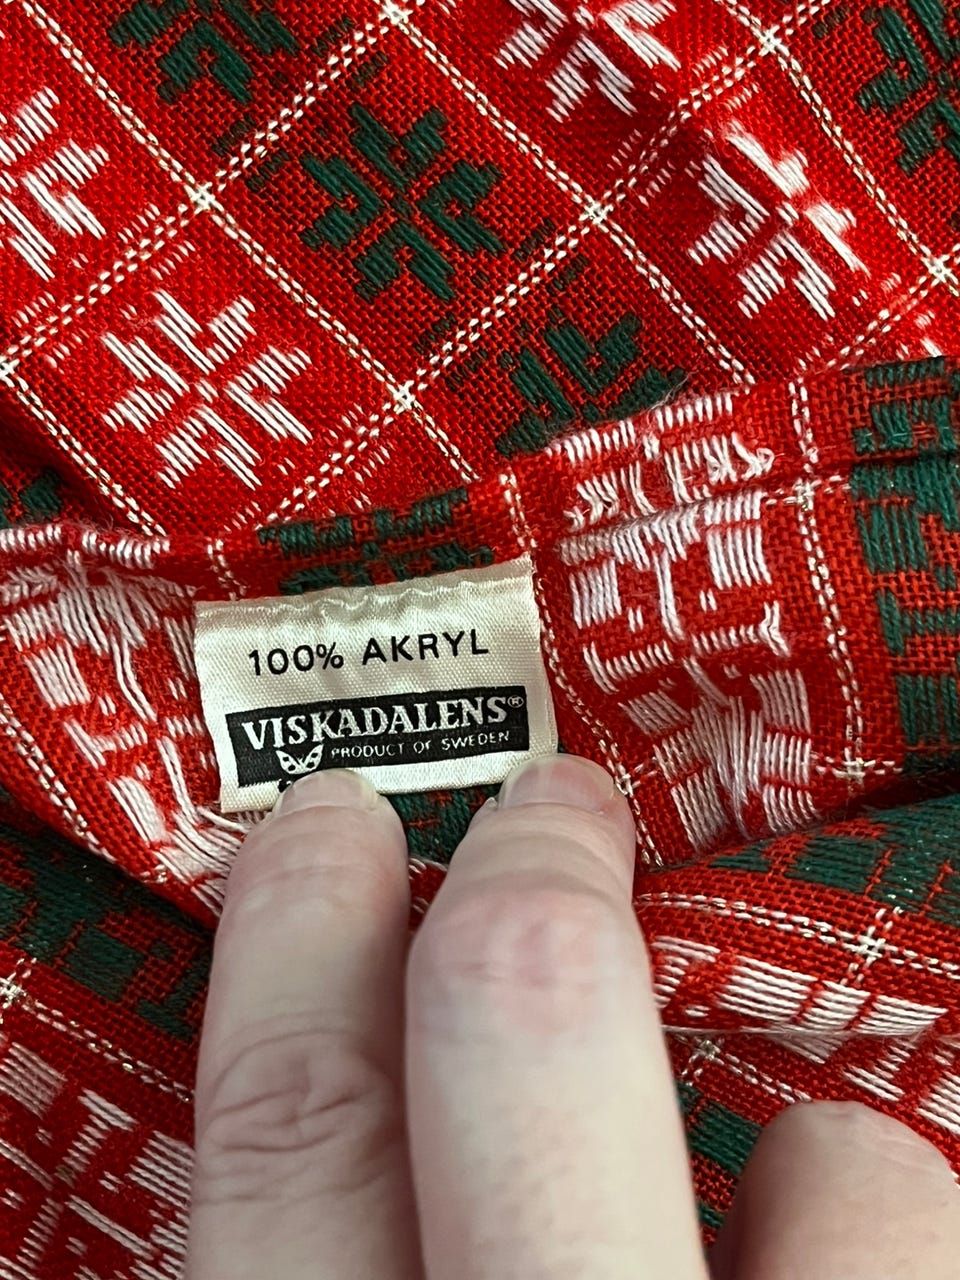 100% AKRYL
VISKADALENS®
PRODUCT OF SWEDEN